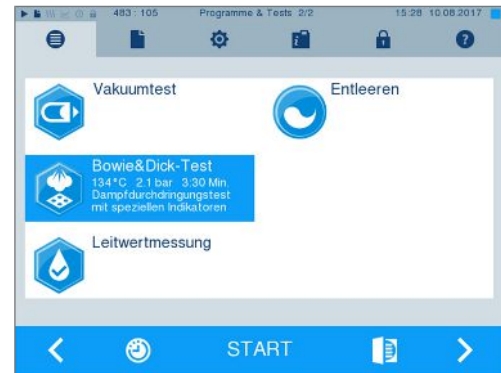 483 : 105 Programme & Tests 2/2 15:28 10.08.2017
Vakuumtest
Entleeren
Bowie&Dick-Test
134°C 2.1 bar 3:30 Min.
Dampfdurchdringungstest
mit speziellen Indikatoren
Leitwertmessung
START